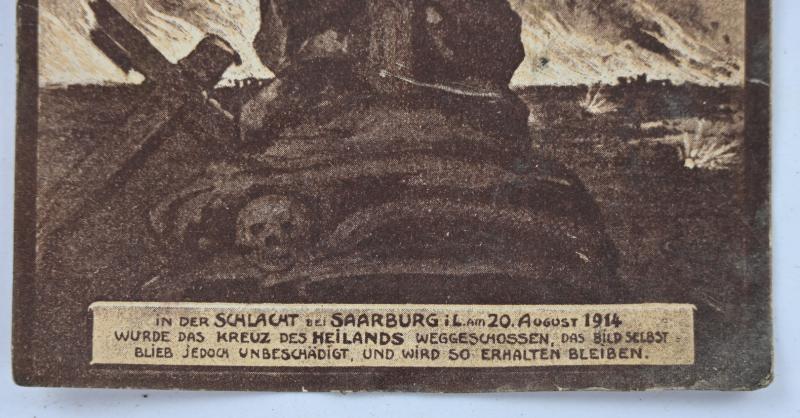 IN DER SCHLACHT BEI SAARBURG i.L. AM 20. AUGUST 1914
WURDE DAS KREUZ DES HEILANDS WEGGESCHOSSEN, DAS BILD SELBST
BLIEB JEDOCH UNBESCHÄDIGT, UND WIRD SO ERHALTEN BLEIBEN.